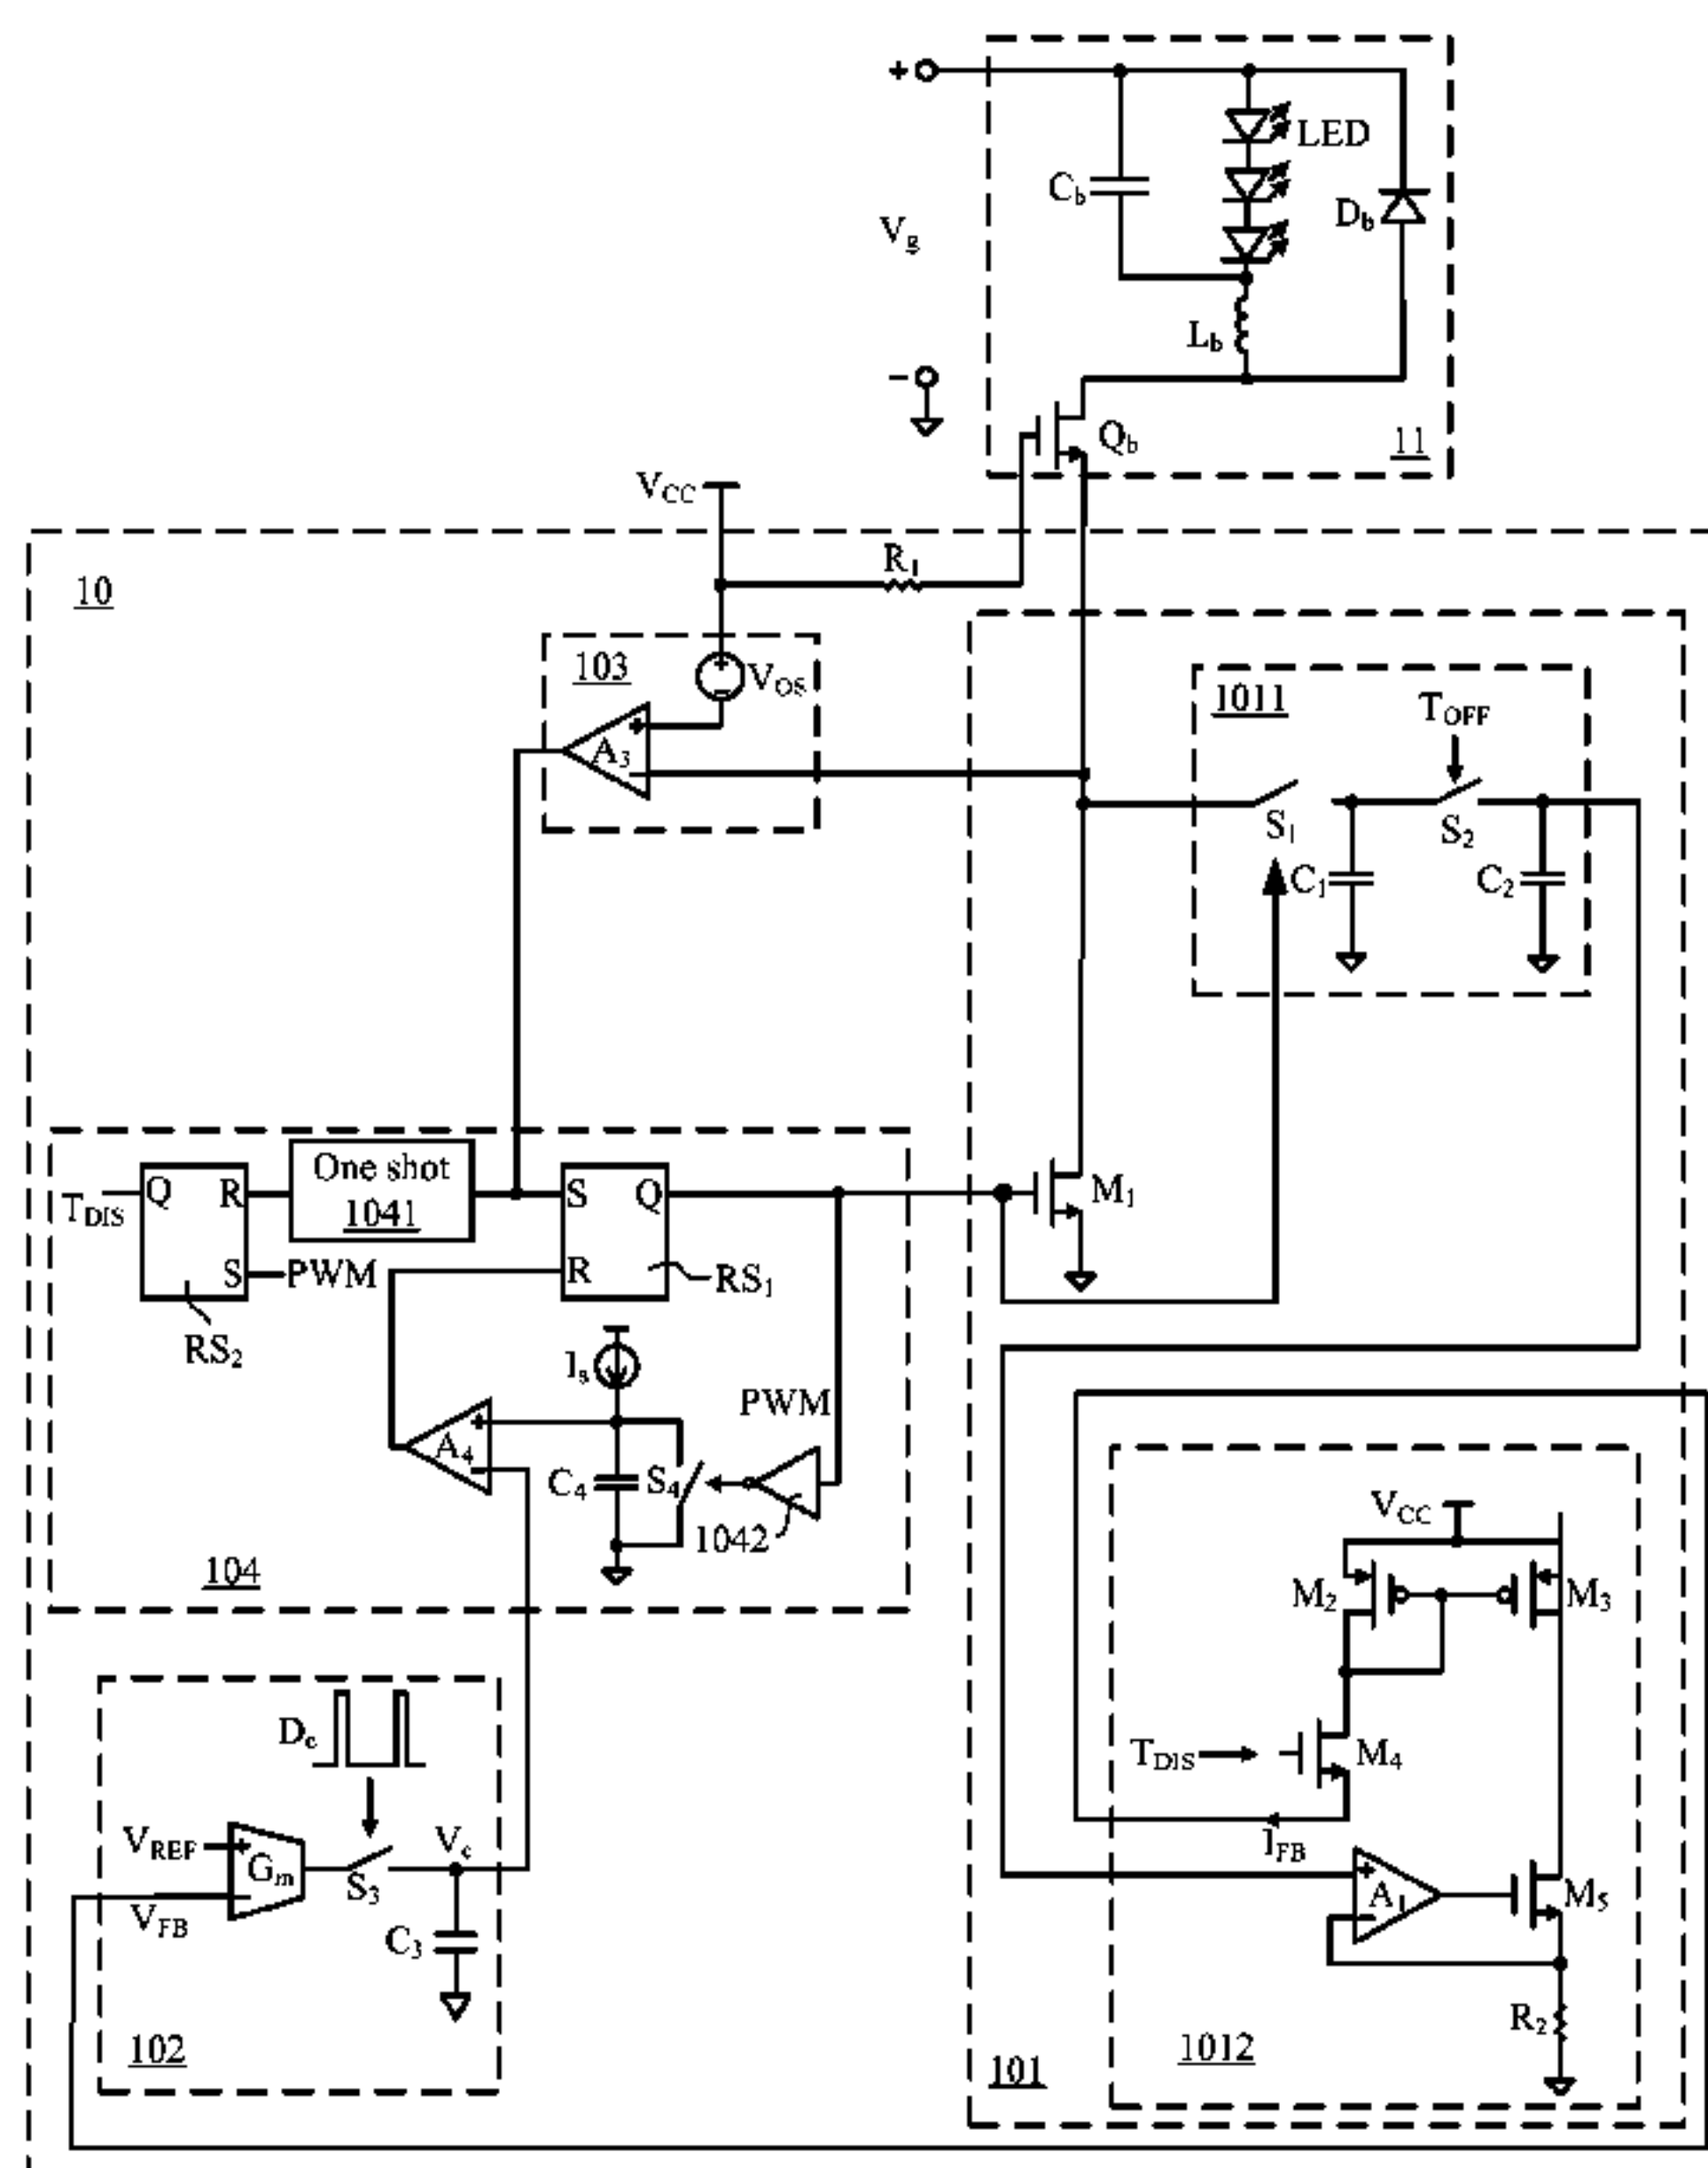 +
LED
C_b
D_b
V_g
L_b
-
Q_b
11
V_CC
R_1
10
103
+
-
V_OS
1011
T_OFF
+
A_3
-
S_1
S_2
C_1
C_2
One shot
1041
T_DIS
Q
R
S
Q
M_1
S
PWM
R
RS_1
RS_2
I_s
PWM
+
A_4
-
C_4
S_4
1042
V_CC
104
M_2
M_3
D_c
T_DIS
M_4
V_REF
+
G_m
-
V_c
S_3
I_FB
V_FB
+
A_1
-
M_5
C_3
R_2
102
101
1012